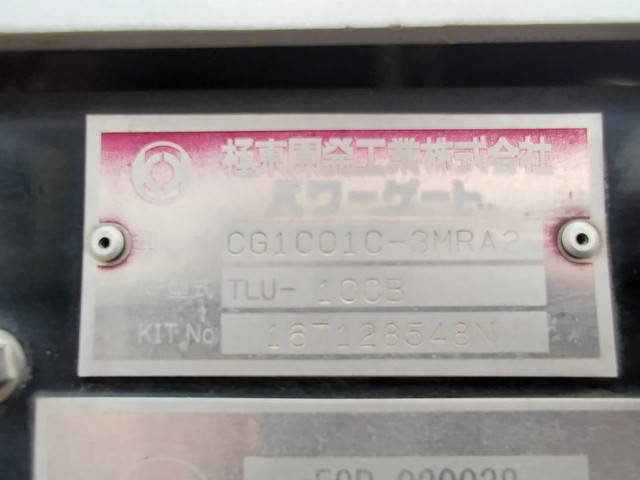 極東開発工業株式会社
パワーゲート
CG1001C-3MRA2
型式 TLU- 100B
KIT.No 16T128548N